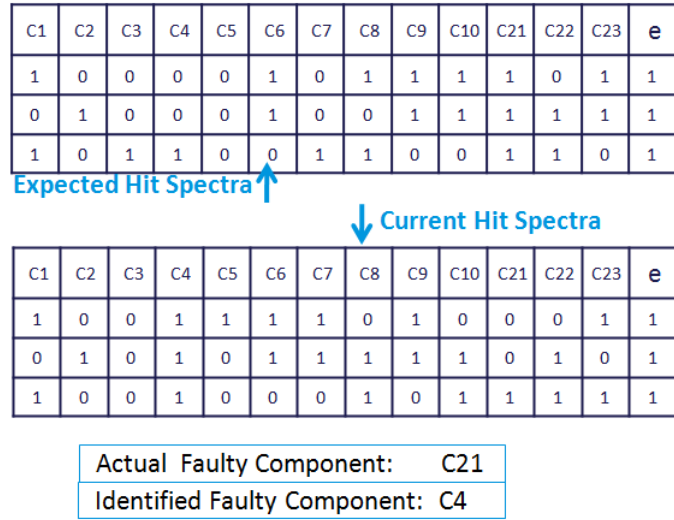 C1 C2 C3 C4 C5 C6 C7 C8 C9 C10 C21 C22 C23 e
1 0 0 0 0 1 0 1 1 1 1 0 1 1
0 1 0 0 0 1 0 0 1 1 1 1 1 1
1 0 1 1 0 0 1 1 0 0 1 1 0 1
Expected Hit Spectra
Current Hit Spectra
C1 C2 C3 C4 C5 C6 C7 C8 C9 C10 C21 C22 C23 e
1 0 0 1 1 1 1 0 1 0 0 0 1 1
0 1 0 1 0 1 1 1 1 1 0 1 0 1
1 0 0 1 0 0 0 1 0 1 1 1 1 1
Actual Faulty Component: C21
Identified Faulty Component: C4